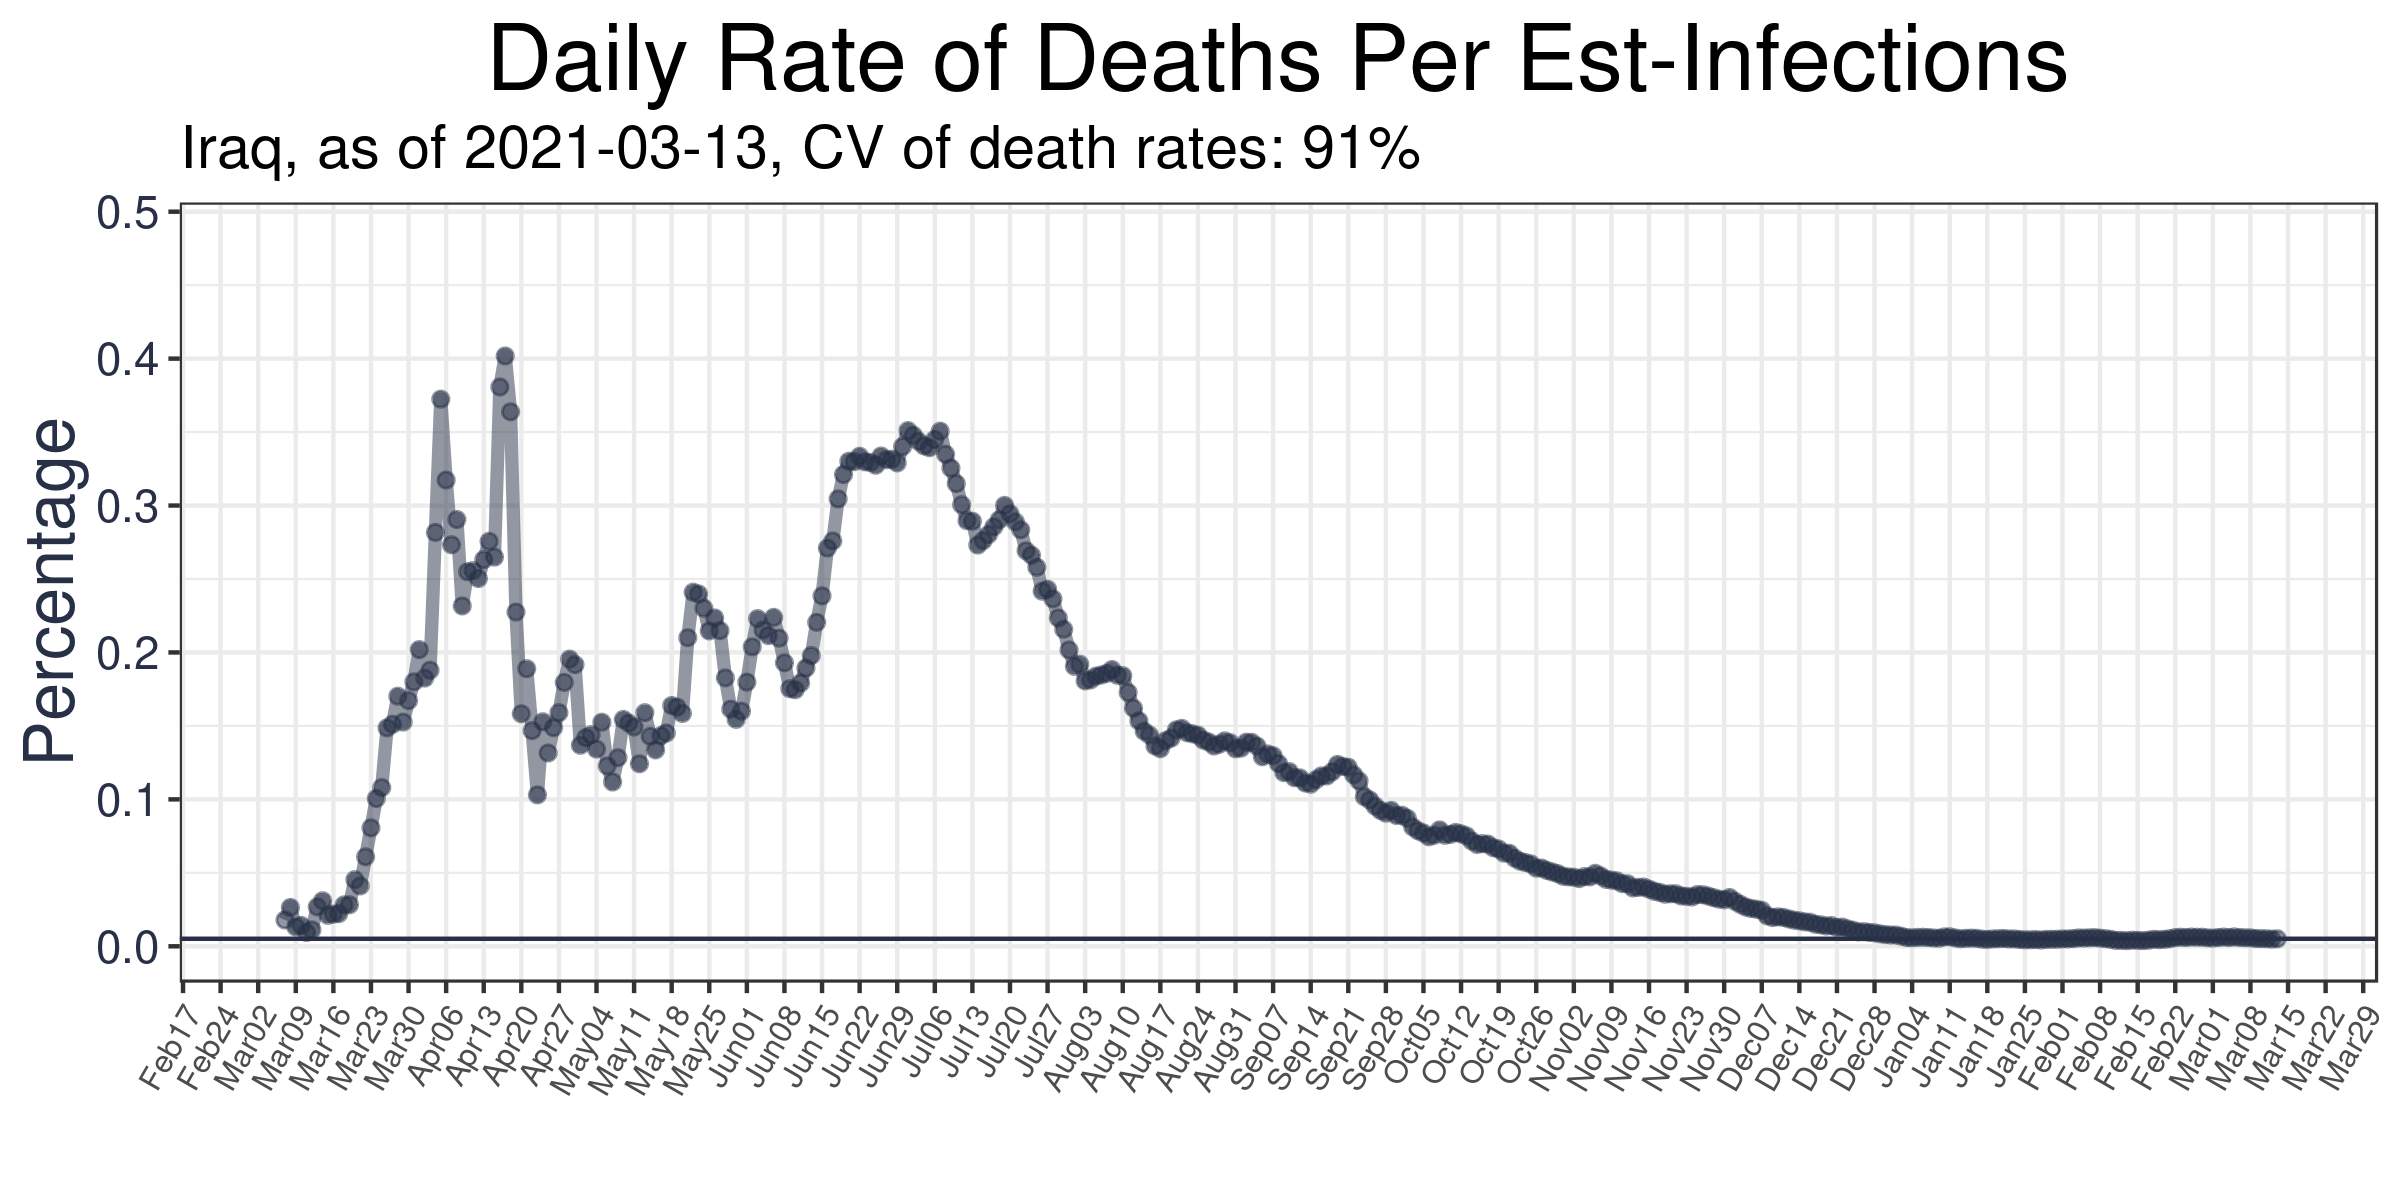 Daily Rate of Deaths Per Est-Infections
Iraq, as of 2021-03-13, CV of death rates: 91%
Percentage
0.5
0.4
0.3
0.2
0.1
0.0
Feb17
Feb24
Mar02
Mar09
Mar16
Mar23
Mar30
Apr06
Apr13
Apr20
Apr27
May04
May11
May18
May25
Jun01
Jun08
Jun15
Jun22
Jun29
Jul06
Jul13
Jul20
Jul27
Aug03
Aug10
Aug17
Aug24
Aug31
Sep07
Sep14
Sep21
Sep28
Oct05
Oct12
Oct19
Oct26
Nov02
Nov09
Nov16
Nov23
Nov30
Dec07
Dec14
Dec21
Dec28
Jan04
Jan11
Jan18
Jan25
Feb01
Feb08
Feb15
Feb22
Mar01
Mar08
Mar15
Mar22
Mar29